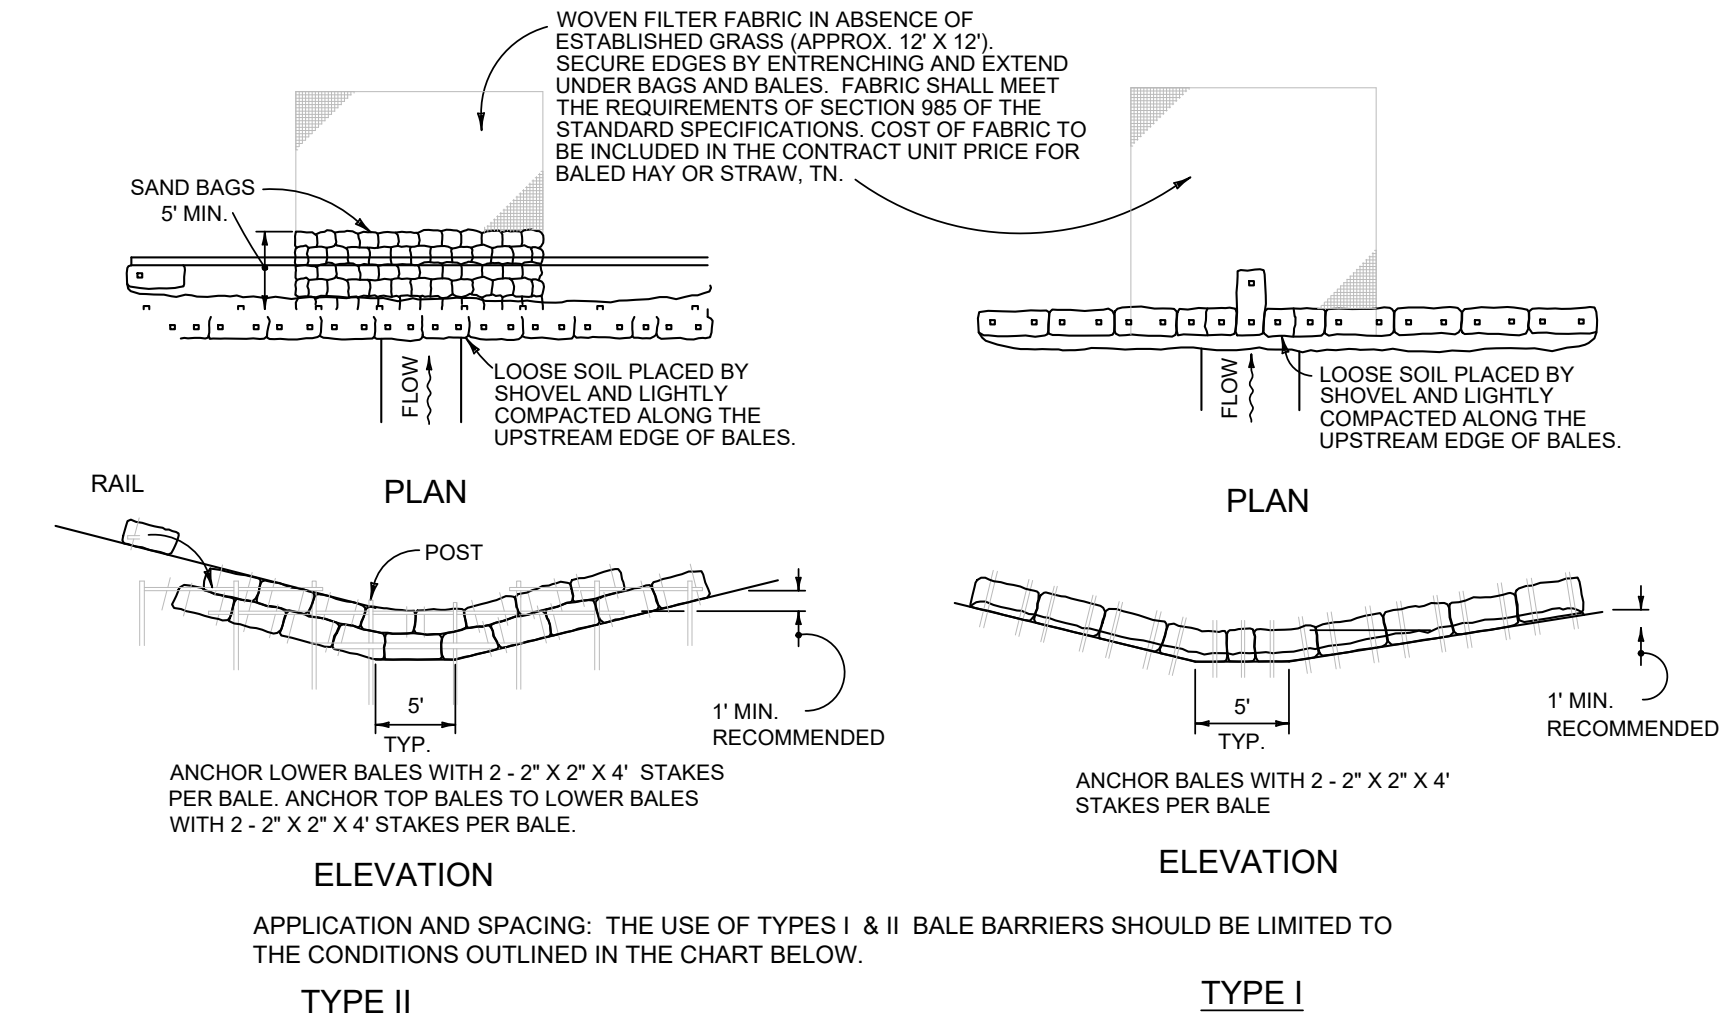 WOVEN FILTER FABRIC IN ABSENCE OF
ESTABLISHED GRASS (APPROX. 12' X 12').
SECURE EDGES BY ENTRENCHING AND EXTEND
UNDER BAGS AND BALES. FABRIC SHALL MEET
THE REQUIREMENTS OF SECTION 985 OF THE
STANDARD SPECIFICATIONS. COST OF FABRIC TO
BE INCLUDED IN THE CONTRACT UNIT PRICE FOR
BALED HAY OR STRAW, TN.
SAND BAGS
5' MIN.
FLOW
LOOSE SOIL PLACED BY
SHOVEL AND LIGHTLY
COMPACTED ALONG THE
UPSTREAM EDGE OF BALES.
PLAN
FLOW
LOOSE SOIL PLACED BY
SHOVEL AND LIGHTLY
COMPACTED ALONG THE
UPSTREAM EDGE OF BALES.
PLAN
RAIL
POST
5'
TYP.
1' MIN.
RECOMMENDED
ANCHOR LOWER BALES WITH 2 - 2" X 2" X 4' STAKES
PER BALE. ANCHOR TOP BALES TO LOWER BALES
WITH 2 - 2" X 2" X 4' STAKES PER BALE.
ELEVATION
5'
TYP.
1' MIN.
RECOMMENDED
ANCHOR BALES WITH 2 - 2" X 2" X 4'
STAKES PER BALE
ELEVATION
APPLICATION AND SPACING: THE USE OF TYPES I & II BALE BARRIERS SHOULD BE LIMITED TO
THE CONDITIONS OUTLINED IN THE CHART BELOW.
TYPE II
TYPE I